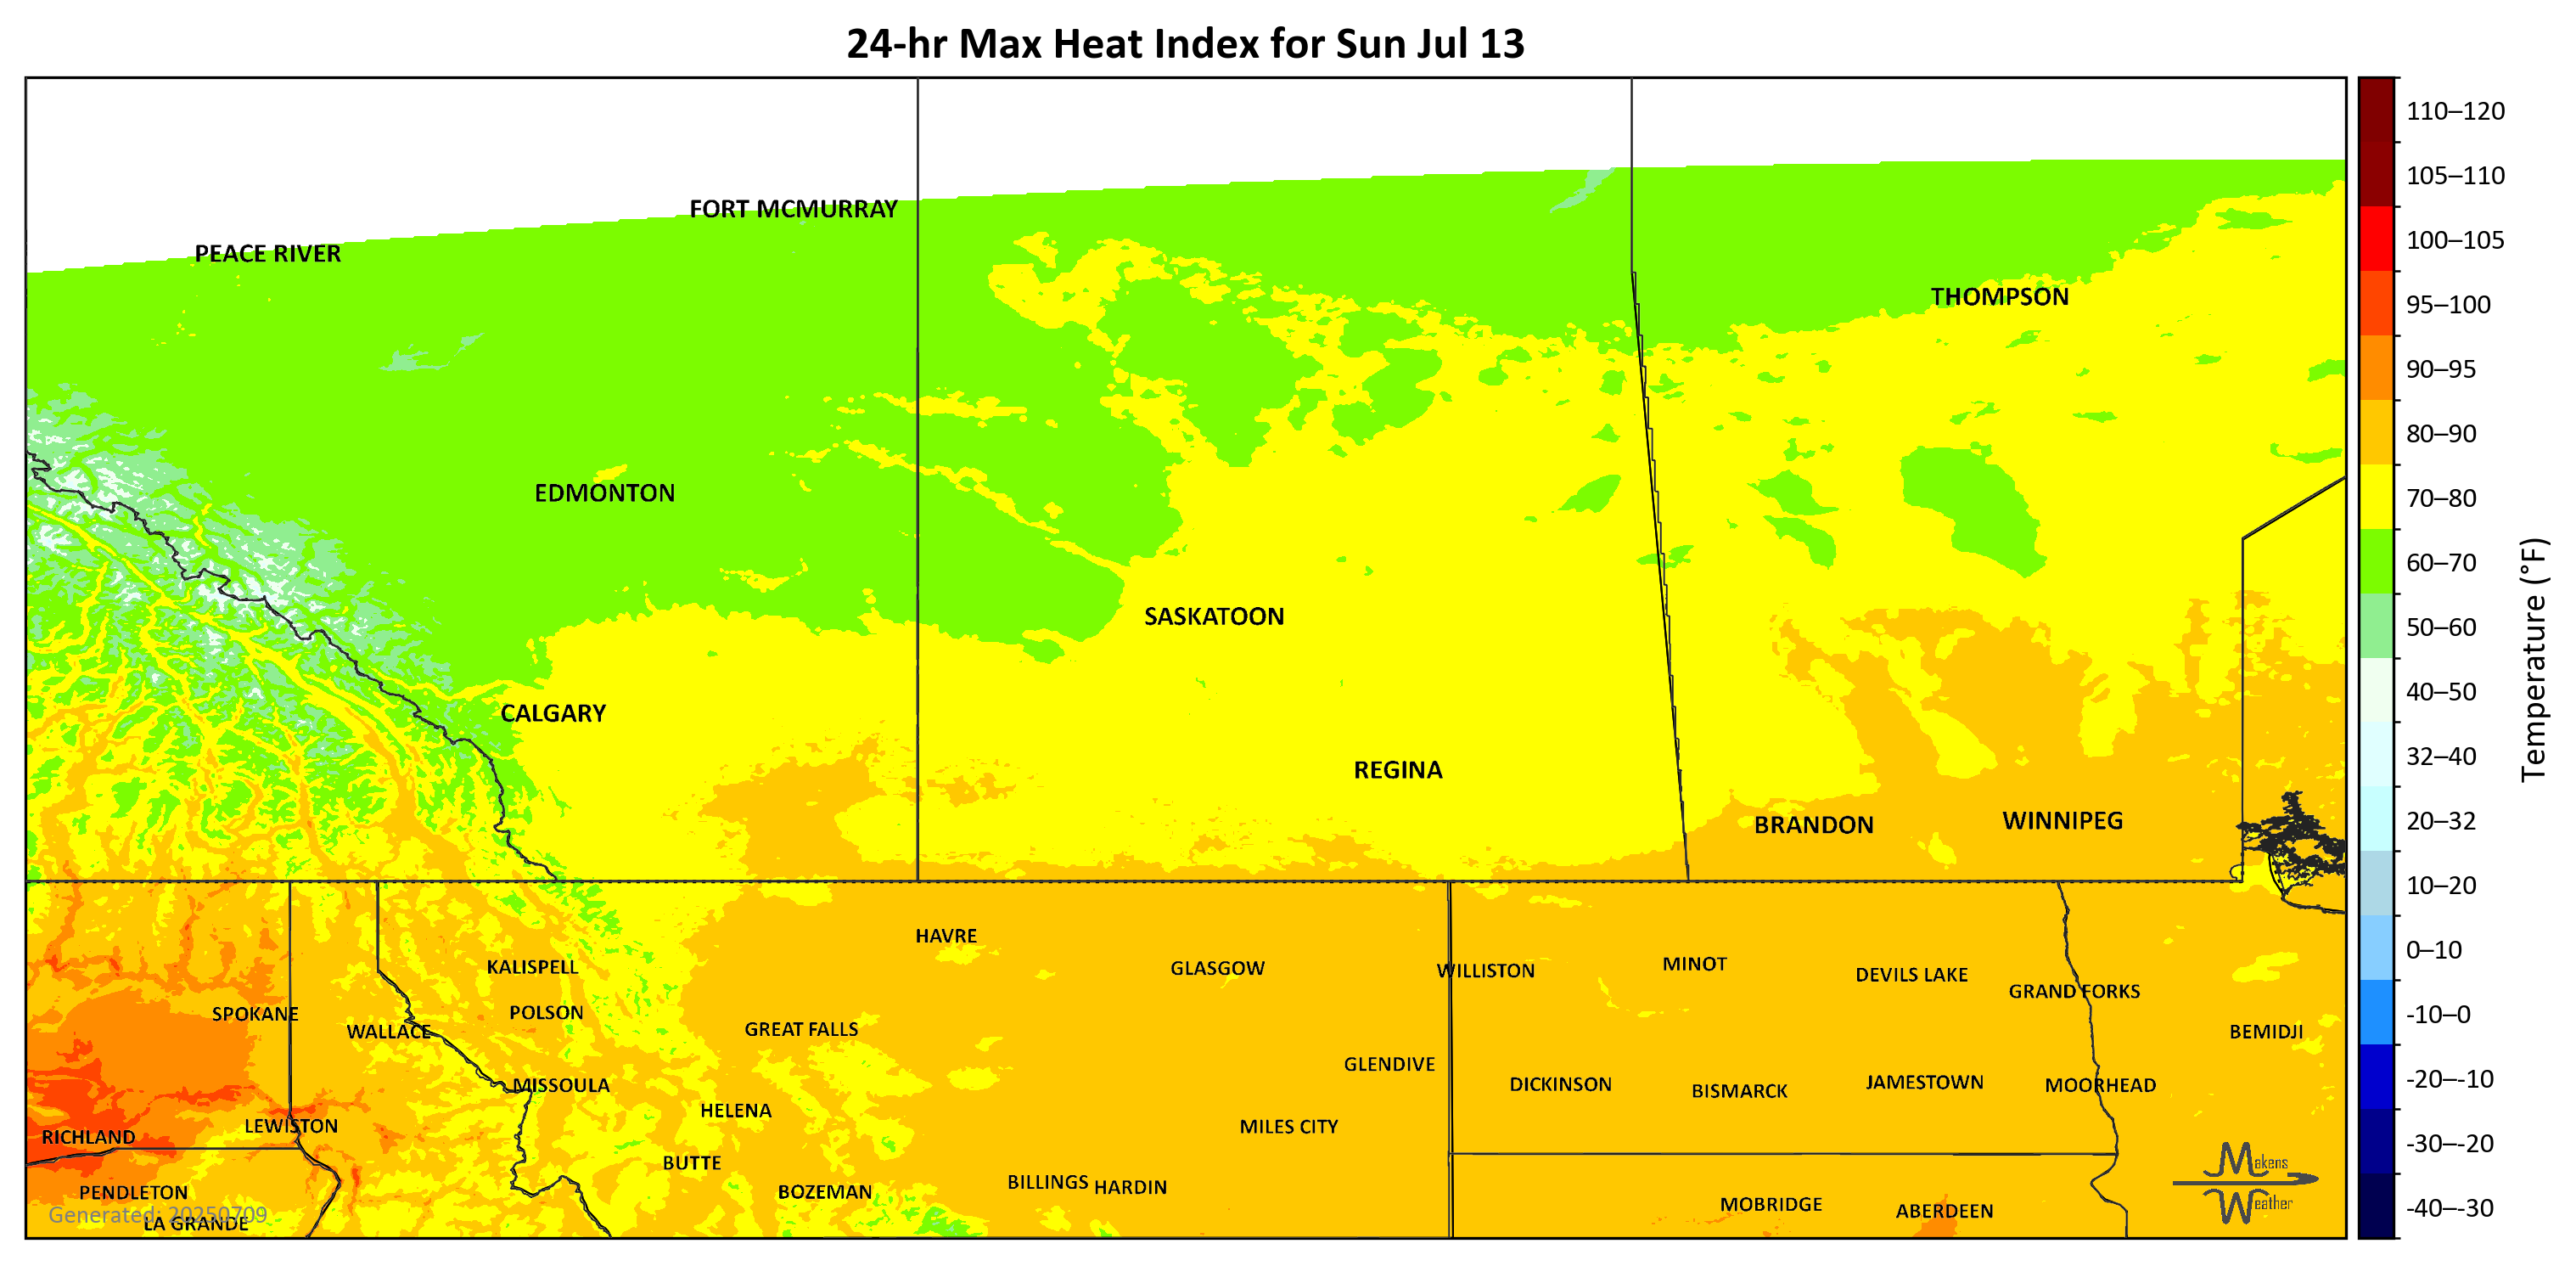 24-hr Max Heat Index for Sun Jul 13
110–120
105–110
100–105
95–100
90–95
80–90
70–80
60–70
50–60
40–50
32–40
20–32
10–20
0–10
-10–0
-20–-10
-30–-20
-40–-30
Temperature (°F)
FORT MCMURRAY
PEACE RIVER
THOMPSON
EDMONTON
SASKATOON
CALGARY
REGINA
BRANDON
WINNIPEG
HAVRE
KALISPELL
GLASGOW
WILLISTON
MINOT
DEVILS LAKE
GRAND FORKS
SPOKANE
POLSON
WALLACE
GREAT FALLS
BEMIDJI
GLENDIVE
MISSOULA
DICKINSON
BISMARCK
JAMESTOWN
MOORHEAD
HELENA
LEWISTON
MILES CITY
RICHLAND
BUTTE
BILLINGS
HARDIN
PENDLETON
BOZEMAN
MOBRIDGE
ABERDEEN
Generated: 20250709
LA GRANDE
Makens
Weather